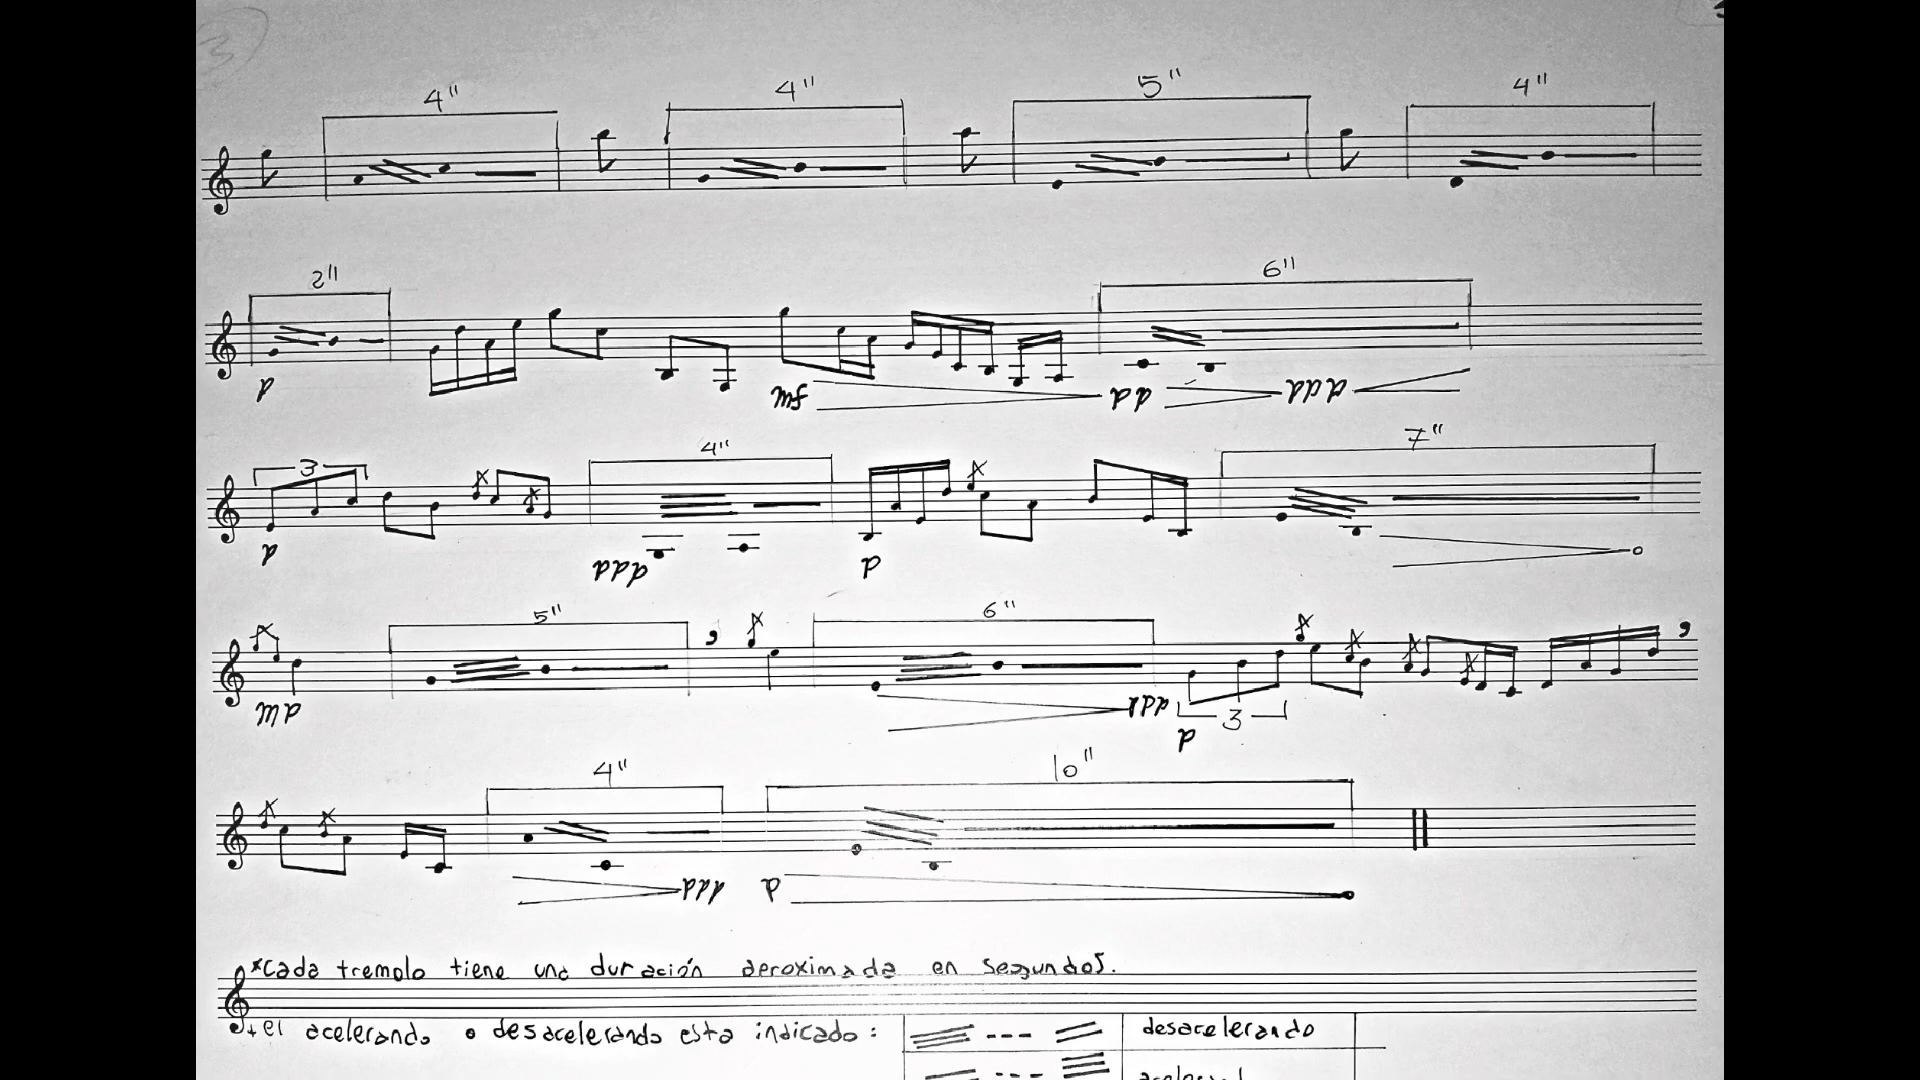 3
4" 4" 5" 4"
2" 6"
p mf pp ppp
3 4" 7"
p ppp p
5" , 6" ,
mp ppp 3
p
4" 10"
ppp p
*Cada tremolo tiene una duración aproximada en segundos.
*el acelerando o desacelerando esta indicado:
--- desacelerando
---